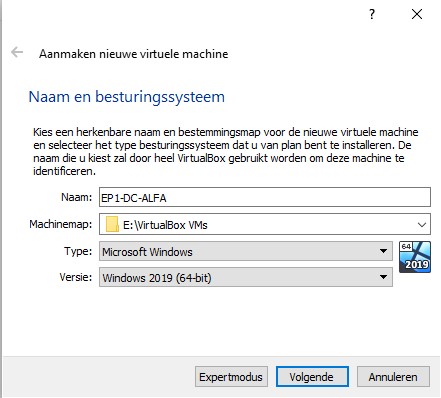 ?
Aanmaken nieuwe virtuele machine
Naam en besturingssysteem
Kies een herkenbare naam en bestemmingsmap voor de nieuwe virtuele machine
en selecteer het type besturingssysteem dat u van plan bent te installeren. De
naam die u kiest zal door heel VirtualBox gebruikt worden om deze machine te
identificeren.
Naam: EP1-DC-ALFA
Machinemap: E:\VirtualBox VMs
Type: Microsoft Windows
64
2019
Versie: Windows 2019 (64-bit)
Expertmodus Volgende Annuleren